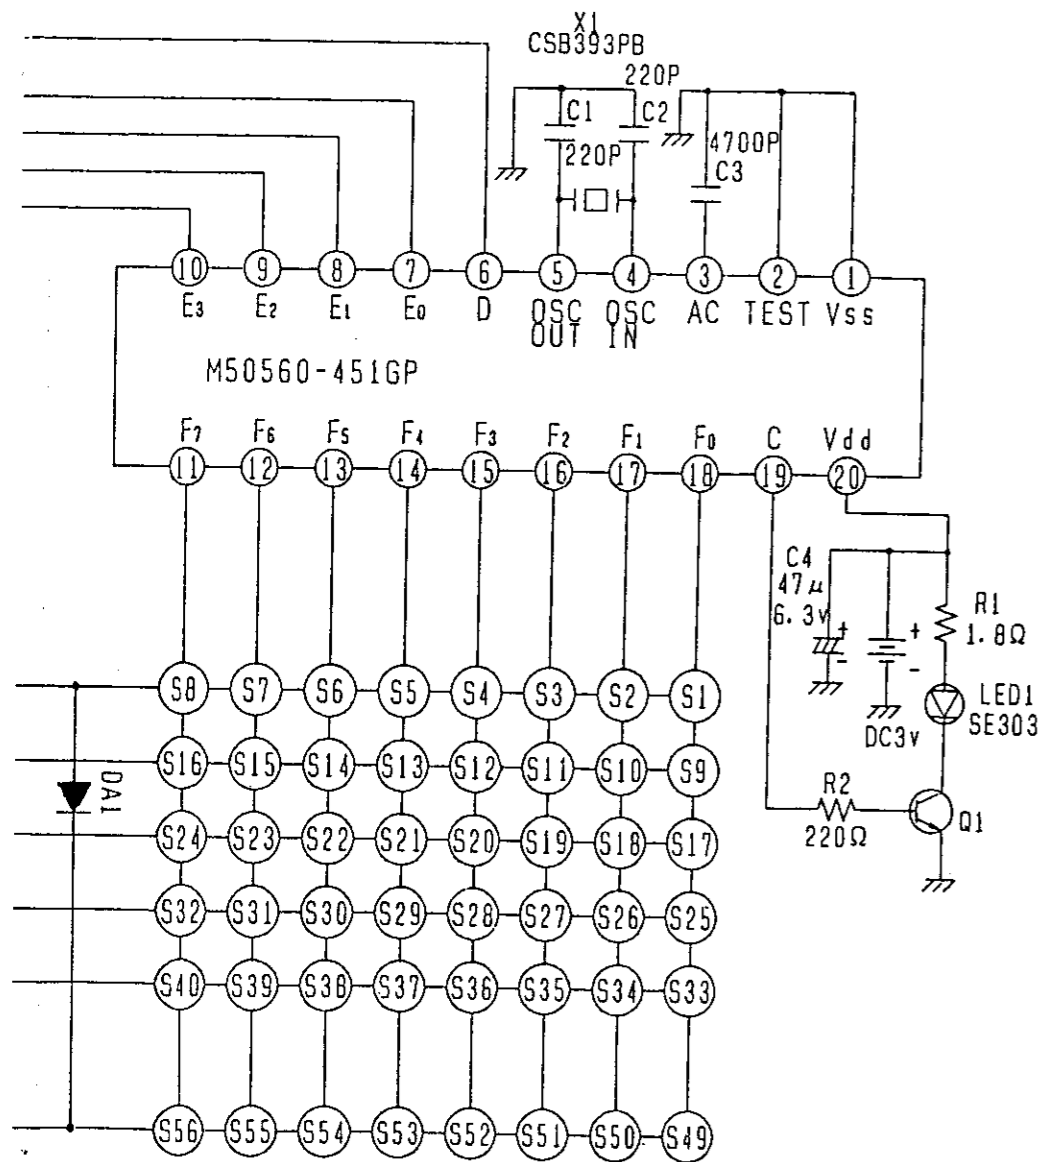 X1
CSB393PB
220P
C1 C2
220P
4700P
C3
10 9 8 7 6 5 4 3 2 1
E3 E2 E1 E0 D OSC OUT OSC IN AC TEST Vss
M50560-451GP
F7 F6 F5 F4 F3 F2 F1 F0 C Vdd
11 12 13 14 15 16 17 18 19 20
C4
47μ
6.3v
+
-
+
-
DC3v
R1
1.8Ω
LED1
SE303
R2
220Ω
Q1
DA1
S8 S7 S6 S5 S4 S3 S2 S1
S16 S15 S14 S13 S12 S11 S10 S9
S24 S23 S22 S21 S20 S19 S18 S17
S32 S31 S30 S29 S28 S27 S26 S25
S40 S39 S38 S37 S36 S35 S34 S33
S56 S55 S54 S53 S52 S51 S50 S49